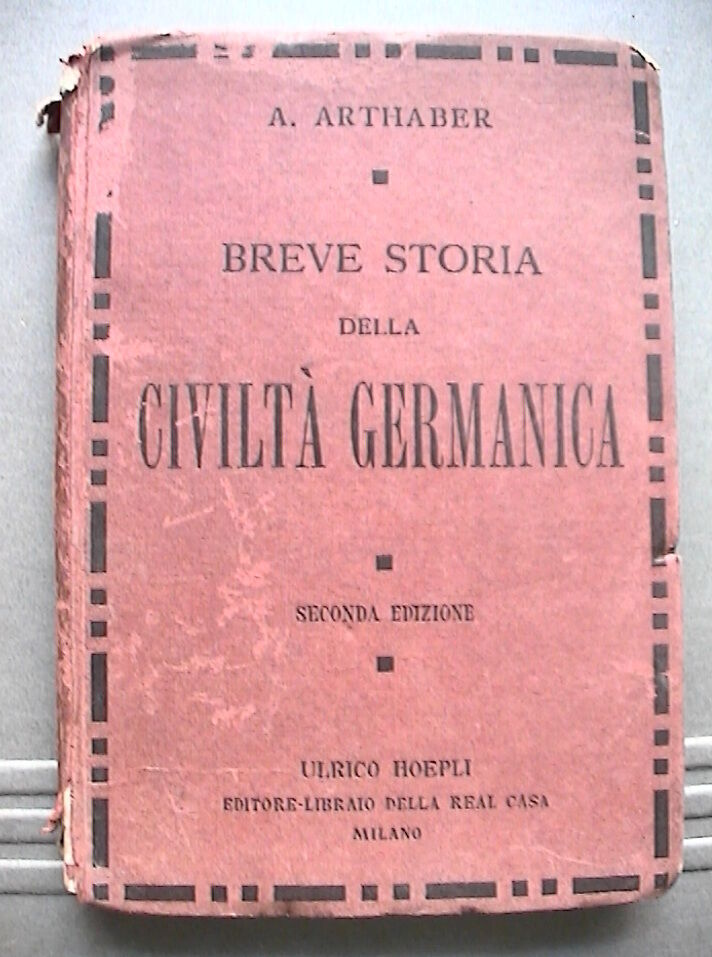 A. ARTHABER
BREVE STORIA
DELLA
CIVILTÀ GERMANICA
SECONDA EDIZIONE
ULRICO HOEPLI
EDITORE-LIBRAIO DELLA REAL CASA
MILANO